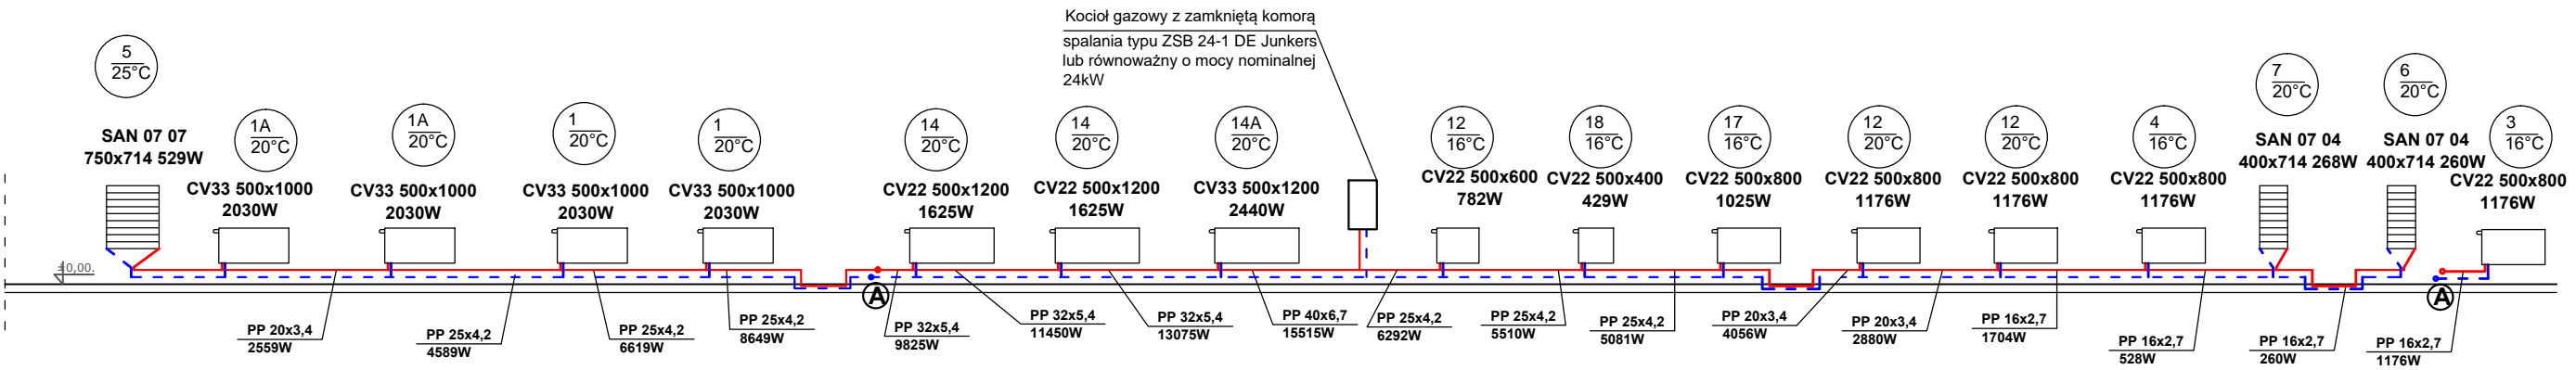 Kocioł gazowy z zamkniętą komorą
spalania typu ZSB 24-1 DE Junkers
lub równoważny o mocy nominalnej
24kW
5
25°C
SAN 07 07
750x714 529W
1A
20°C
CV33 500x1000
2030W
1A
20°C
CV33 500x1000
2030W
1
20°C
CV33 500x1000
2030W
1
20°C
CV33 500x1000
2030W
14
20°C
CV22 500x1200
1625W
14
20°C
CV22 500x1200
1625W
14A
20°C
CV33 500x1200
2440W
12
16°C
CV22 500x600
782W
18
16°C
CV22 500x400
429W
17
16°C
CV22 500x800
1025W
12
20°C
CV22 500x800
1176W
12
20°C
CV22 500x800
1176W
4
16°C
CV22 500x800
1176W
7
20°C
SAN 07 04
400x714 268W
6
20°C
SAN 07 04
400x714 260W
3
16°C
CV22 500x800
1176W
±0,00.
A
A
PP 20x3,4
2559W
PP 25x4,2
4589W
PP 25x4,2
6619W
PP 25x4,2
8649W
PP 32x5,4
9825W
PP 32x5,4
11450W
PP 32x5,4
13075W
PP 40x6,7
15515W
PP 25x4,2
6292W
PP 25x4,2
5510W
PP 25x4,2
5081W
PP 20x3,4
4056W
PP 20x3,4
2880W
PP 16x2,7
1704W
PP 16x2,7
528W
PP 16x2,7
260W
PP 16x2,7
1176W